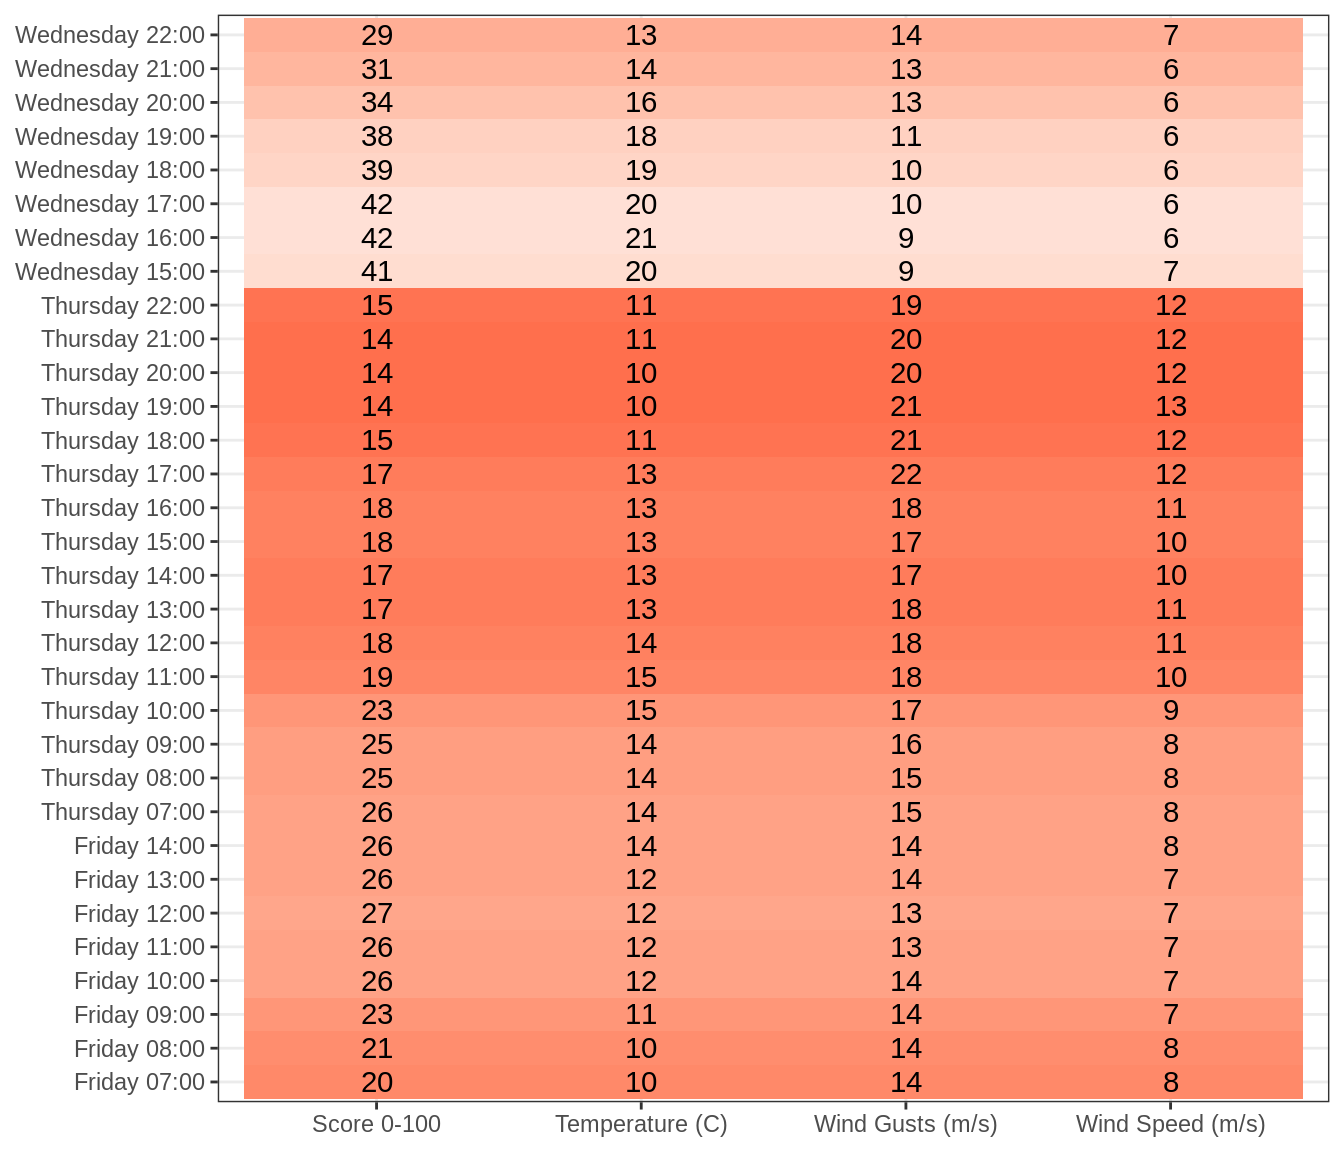 Wednesday 22:00 29 13 14 7
Wednesday 21:00 31 14 13 6
Wednesday 20:00 34 16 13 6
Wednesday 19:00 38 18 11 6
Wednesday 18:00 39 19 10 6
Wednesday 17:00 42 20 10 6
Wednesday 16:00 42 21 9 6
Wednesday 15:00 41 20 9 7
Thursday 22:00 15 11 19 12
Thursday 21:00 14 11 20 12
Thursday 20:00 14 10 20 12
Thursday 19:00 14 10 21 13
Thursday 18:00 15 11 21 12
Thursday 17:00 17 13 22 12
Thursday 16:00 18 13 18 11
Thursday 15:00 18 13 17 10
Thursday 14:00 17 13 17 10
Thursday 13:00 17 13 18 11
Thursday 12:00 18 14 18 11
Thursday 11:00 19 15 18 10
Thursday 10:00 23 15 17 9
Thursday 09:00 25 14 16 8
Thursday 08:00 25 14 15 8
Thursday 07:00 26 14 15 8
Friday 14:00 26 14 14 8
Friday 13:00 26 12 14 7
Friday 12:00 27 12 13 7
Friday 11:00 26 12 13 7
Friday 10:00 26 12 14 7
Friday 09:00 23 11 14 7
Friday 08:00 21 10 14 8
Friday 07:00 20 10 14 8
Score 0-100 Temperature (C) Wind Gusts (m/s) Wind Speed (m/s)